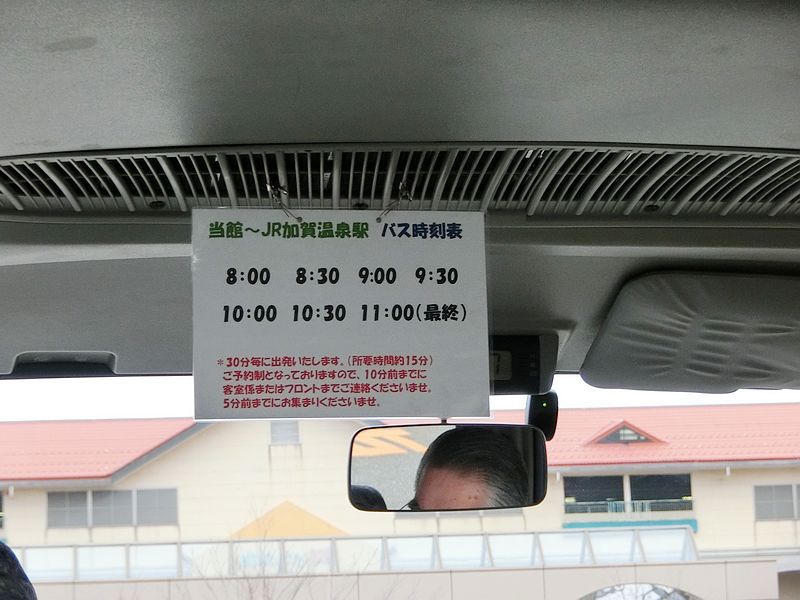 当館～JR加賀温泉駅 バス時刻表
8:00 8:30 9:00 9:30
10:00 10:30 11:00(最終)
*30分毎に出発いたします。(所要時間約15分)
ご予約制となっておりますので、10分前までに
客室係またはフロントまでご連絡くださいませ。
5分前までにお集まりくださいませ。